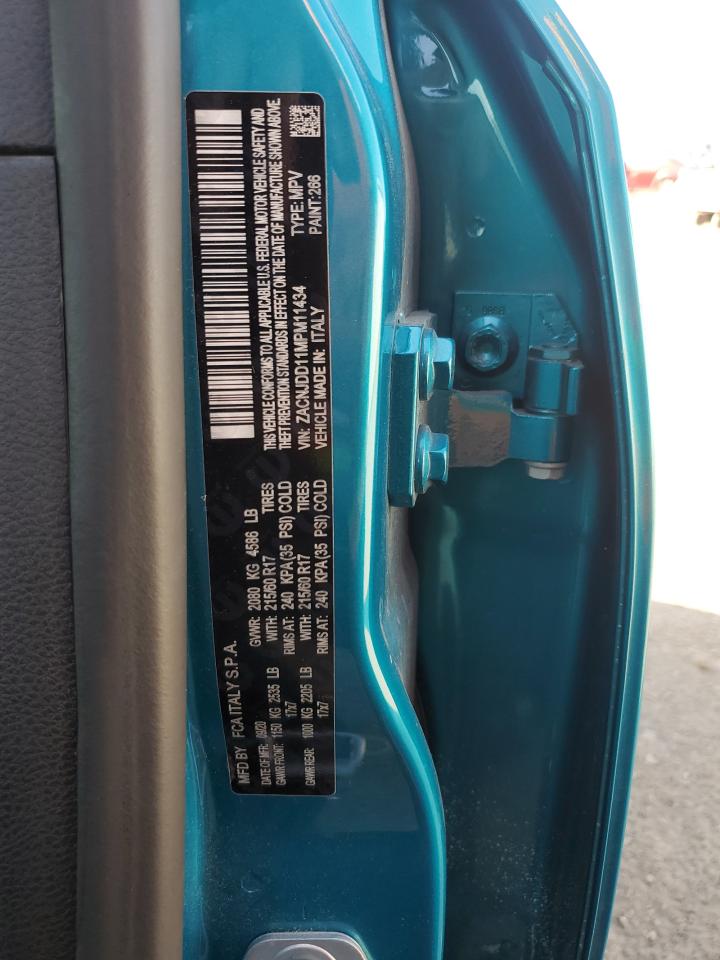 MFD BY FCA ITALY S.P.A.
DATE OF MFR: 09/20 GVWR: 2080 KG 4586 LB
GAWR FRONT: 1150 KG 2535 LB WITH: 215/60 R17 TIRES
17x7 RIMS AT: 240 KPA(35 PSI) COLD
GAWR REAR: 1000 KG 2205 LB WITH: 215/60 R17 TIRES
17x7 RIMS AT: 240 KPA(35 PSI) COLD
THIS VEHICLE CONFORMS TO ALL APPLICABLE U.S. FEDERAL MOTOR VEHICLE SAFETY AND
THEFT PREVENTION STANDARDS IN EFFECT ON THE DATE OF MANUFACTURE SHOWN ABOVE.
VIN: ZACNJDD11MPM11434 TYPE: MPV
VEHICLE MADE IN: ITALY PAINT: 266